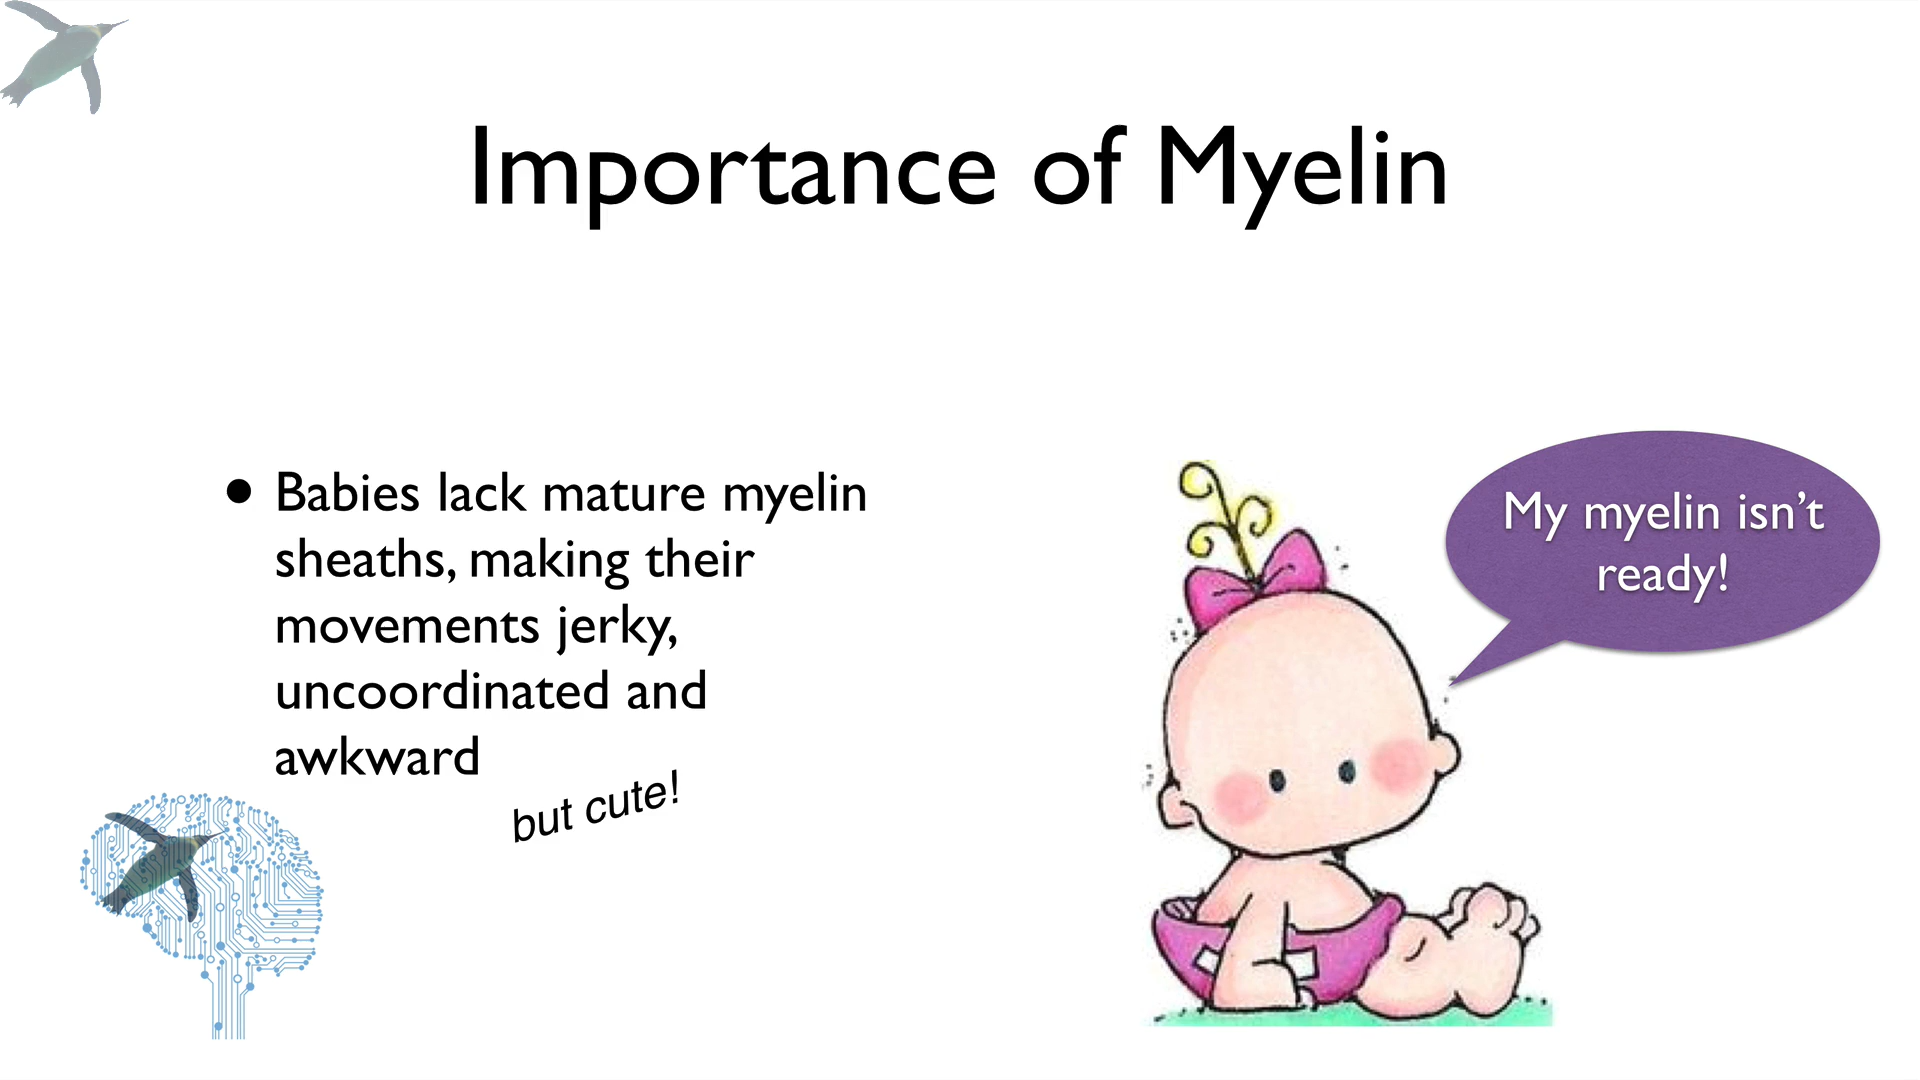 Importance of Myelin
• Babies lack mature myelin
sheaths, making their
movements jerky,
uncoordinated and
awkward
but cute!
My myelin isn’t
ready!